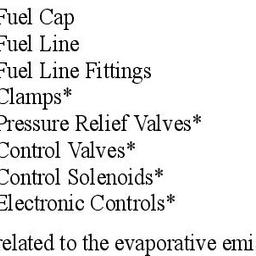 Fuel Cap
Fuel Line
Fuel Line Fittings
Clamps*
Pressure Relief Valves*
Control Valves*
Control Solenoids*
Electronic Controls*
related to the evaporative emi